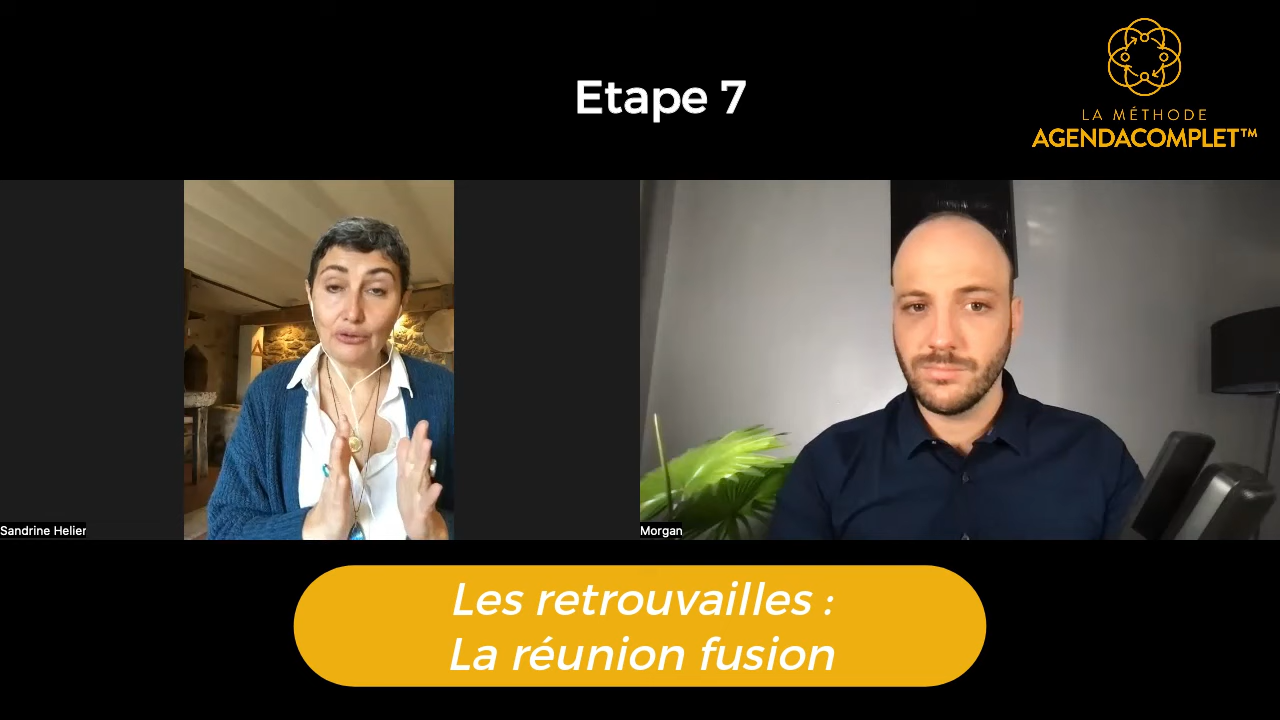 Etape 7
LA MÉTHODE
AGENDACOMPLET™
Sandrine Helier
Morgan
Les retrouvailles :
La réunion fusion